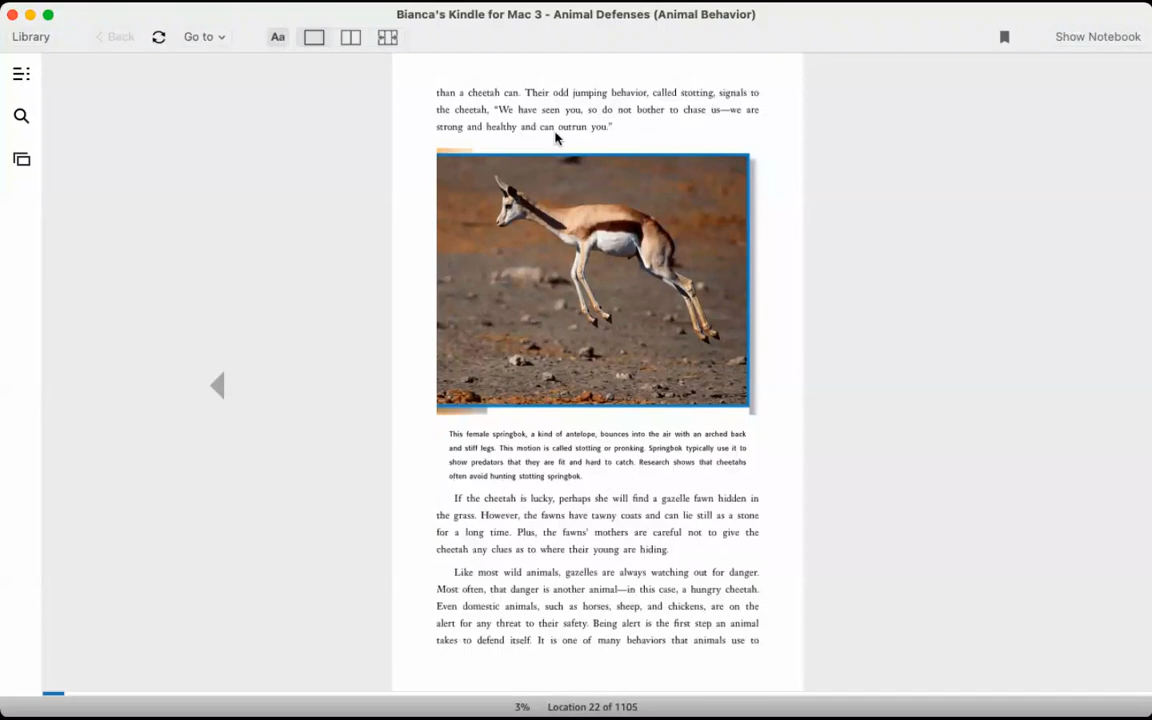 Bianca's Kindle for Mac 3 - Animal Defenses (Animal Behavior)
Library
Back
Go to
Aa
Show Notebook
than a cheetah can. Their odd jumping behavior, called stotting, signals to
the cheetah, “We have seen you, so do not bother to chase us—we are
strong and healthy and can outrun you.”
This female springbok, a kind of antelope, bounces into the air with an arched back
and stiff legs. This motion is called stotting or pronking. Springbok typically use it to
show predators that they are fit and hard to catch. Research shows that cheetahs
often avoid hunting stotting springbok.
If the cheetah is lucky, perhaps she will find a gazelle fawn hidden in
the grass. However, the fawns have tawny coats and can lie still as a stone
for a long time. Plus, the fawns’ mothers are careful not to give the
cheetah any clues as to where their young are hiding.
Like most wild animals, gazelles are always watching out for danger.
Most often, that danger is another animal—in this case, a hungry cheetah.
Even domestic animals, such as horses, sheep, and chickens, are on the
alert for any threat to their safety. Being alert is the first step an animal
takes to defend itself. It is one of many behaviors that animals use to
3%
Location 22 of 1105